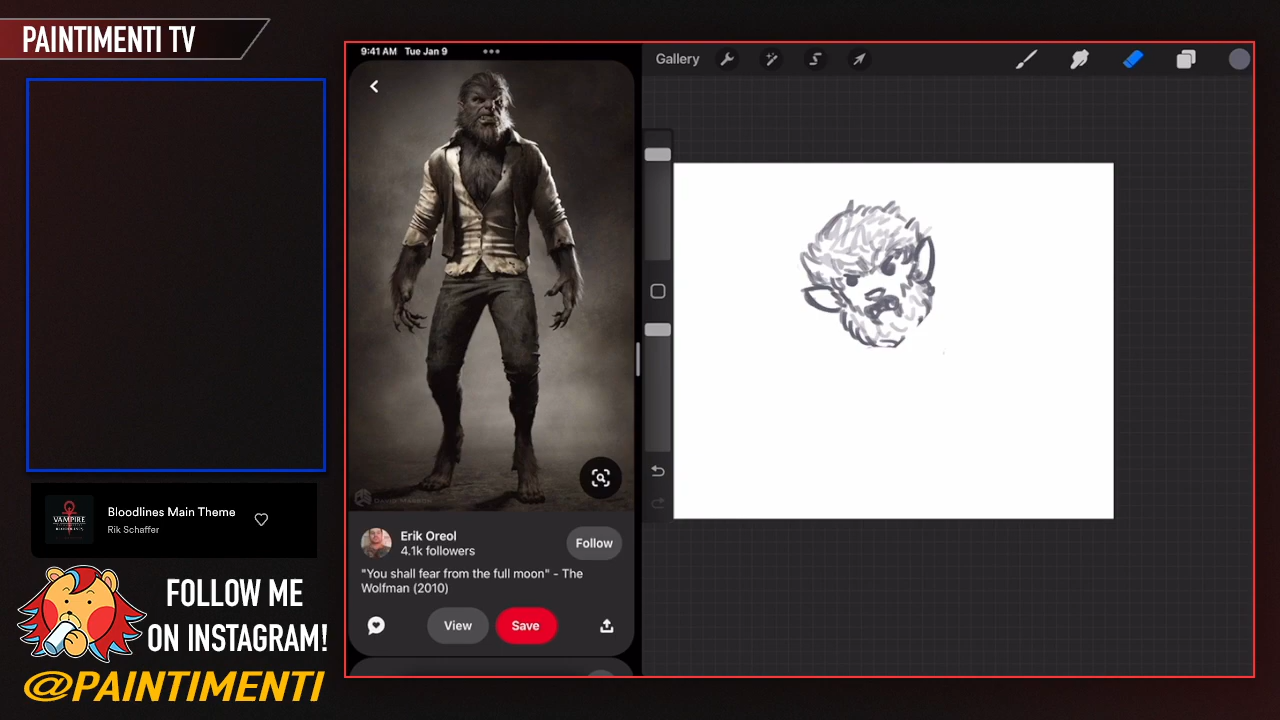 PAINTIMENTI TV
9:41 AM Tue Jan 9
Gallery
Erik Oreol
4.1k followers
Follow
"You shall fear from the full moon" - The
Wolfman (2010)
View
Save
VAMPIRE
Bloodlines Main Theme
Rik Schaffer
FOLLOW ME
ON INSTAGRAM!
@PAINTIMENTI